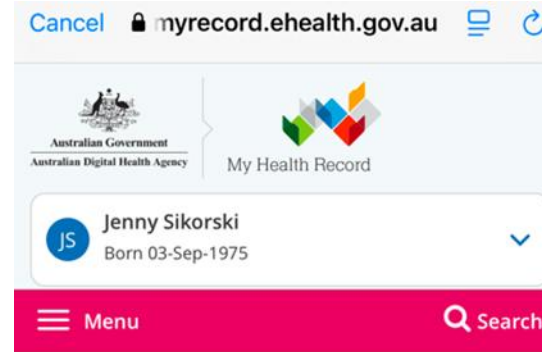 Cancel myrecord.ehealth.gov.au
Australian Government
Australian Digital Health Agency
My Health Record
JS
Jenny Sikorski
Born 03-Sep-1975
Menu
Search